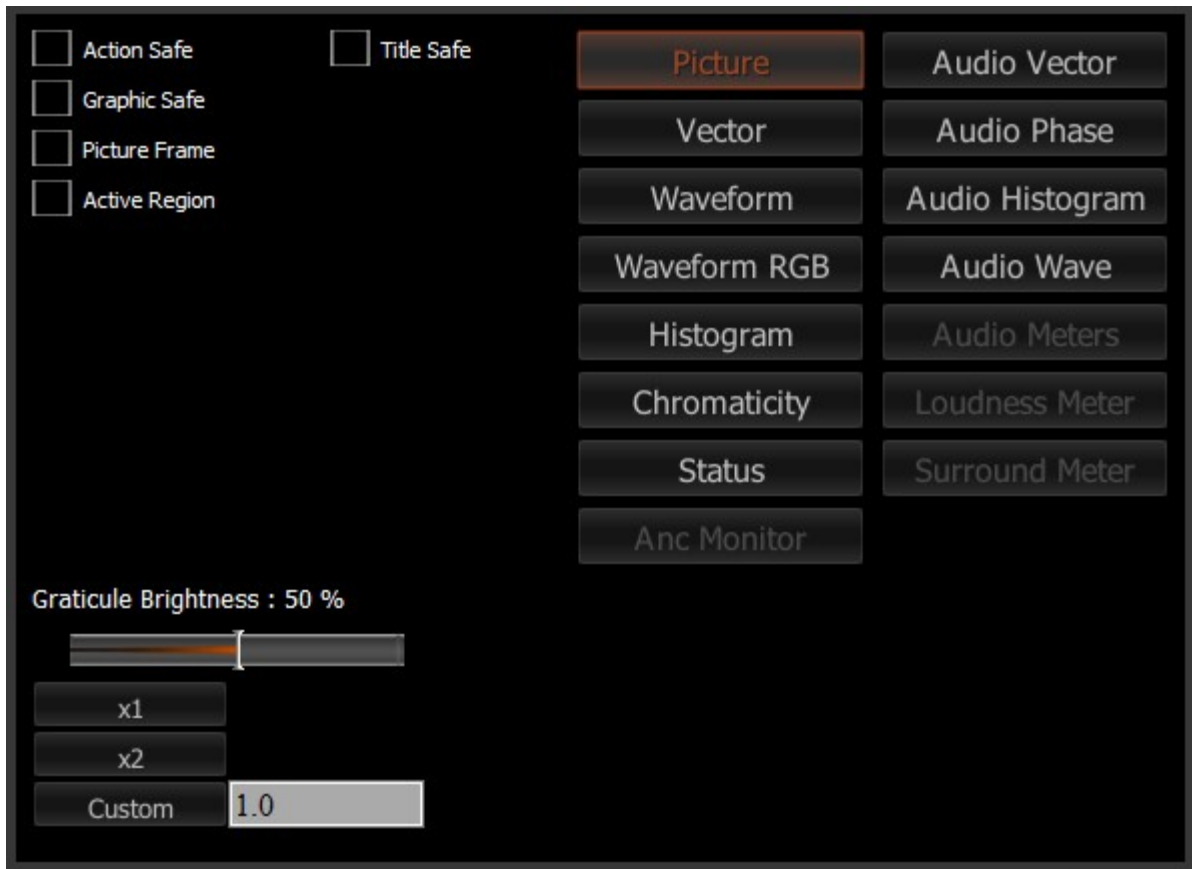 Action Safe
Title Safe
Graphic Safe
Picture Frame
Active Region
Picture
Audio Vector
Vector
Audio Phase
Waveform
Audio Histogram
Waveform RGB
Audio Wave
Histogram
Audio Meters
Chromaticity
Loudness Meter
Status
Surround Meter
Anc Monitor
Graticule Brightness : 50 %
x1
x2
Custom
1.0